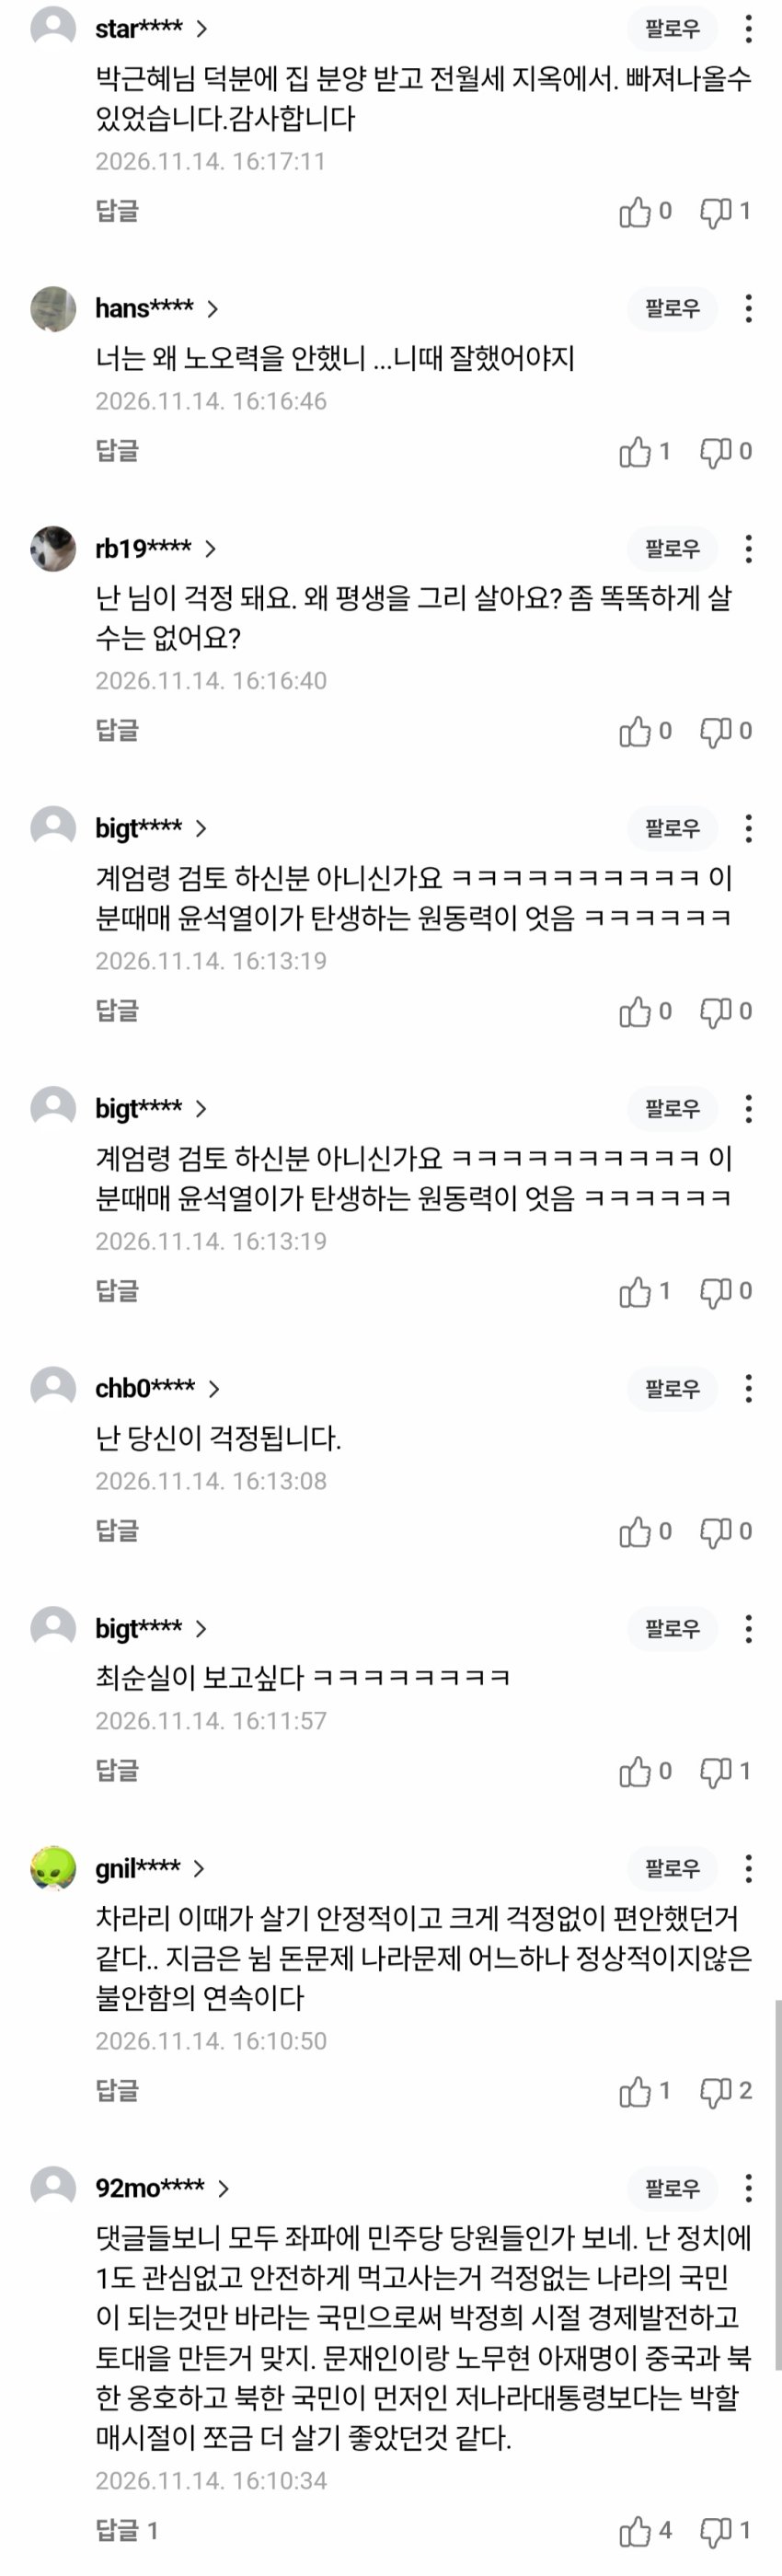 star**** >
팔로우
박근혜님 덕분에 집 분양 받고 전월세 지옥에서. 빠져나올수
있었습니다.감사합니다
2026.11.14. 16:17:11
답글
0 1
hans**** >
팔로우
너는 왜 노오력을 안했니 ...니때 잘했어야지
2026.11.14. 16:16:46
답글
1 0
rb19**** >
팔로우
난 님이 걱정 돼요. 왜 평생을 그리 살아요? 좀 똑똑하게 살
수는 없어요?
2026.11.14. 16:16:40
답글
0 0
bigt**** >
팔로우
계엄령 검토 하신분 아니신가요 ㅋㅋㅋㅋㅋㅋㅋㅋㅋㅋ 이
분때매 윤석열이가 탄생하는 원동력이 엇음 ㅋㅋㅋㅋㅋㅋ
2026.11.14. 16:13:19
답글
0 0
bigt**** >
팔로우
계엄령 검토 하신분 아니신가요 ㅋㅋㅋㅋㅋㅋㅋㅋㅋㅋ 이
분때매 윤석열이가 탄생하는 원동력이 엇음 ㅋㅋㅋㅋㅋㅋ
2026.11.14. 16:13:19
답글
1 0
chb0**** >
팔로우
난 당신이 걱정됩니다.
2026.11.14. 16:13:08
답글
0 0
bigt**** >
팔로우
최순실이 보고싶다 ㅋㅋㅋㅋㅋㅋㅋㅋ
2026.11.14. 16:11:57
답글
0 1
gnil**** >
팔로우
차라리 이때가 살기 안정적이고 크게 걱정없이 편안했던거
같다.. 지금은 뭠 돈문제 나라문제 어느하나 정상적이지않은
불안함의 연속이다
2026.11.14. 16:10:50
답글
1 2
92mo**** >
팔로우
댓글들보니 모두 좌파에 민주당 당원들인가 보네. 난 정치에
1도 관심없고 안전하게 먹고사는거 걱정없는 나라의 국민
이 되는것만 바라는 국민으로써 박정희 시절 경제발전하고
토대을 만든거 맞지. 문재인이랑 노무현 아재명이 중국과 북
한 옹호하고 북한 국민이 먼저인 저나라대통령보다는 박할
매시절이 쪼금 더 살기 좋았던것 같다.
2026.11.14. 16:10:34
답글 1
4 1